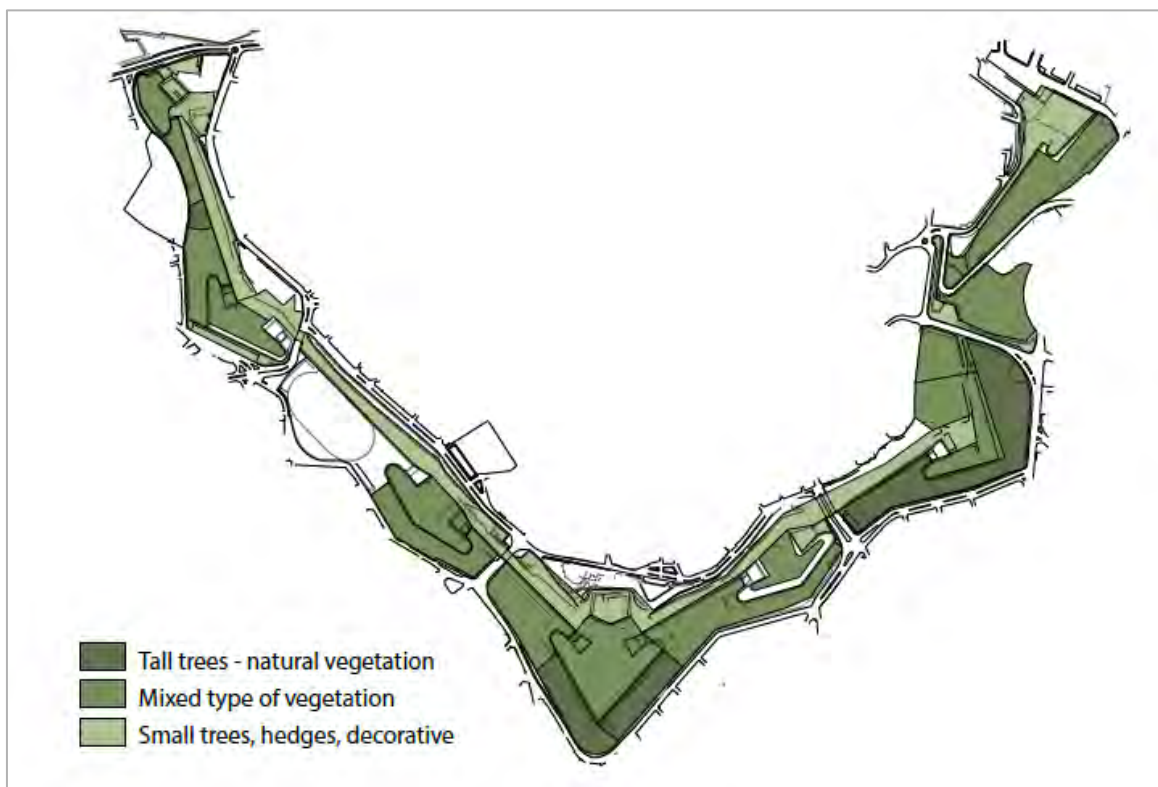 Tall trees - natural vegetation
Mixed type of vegetation
Small trees, hedges, decorative